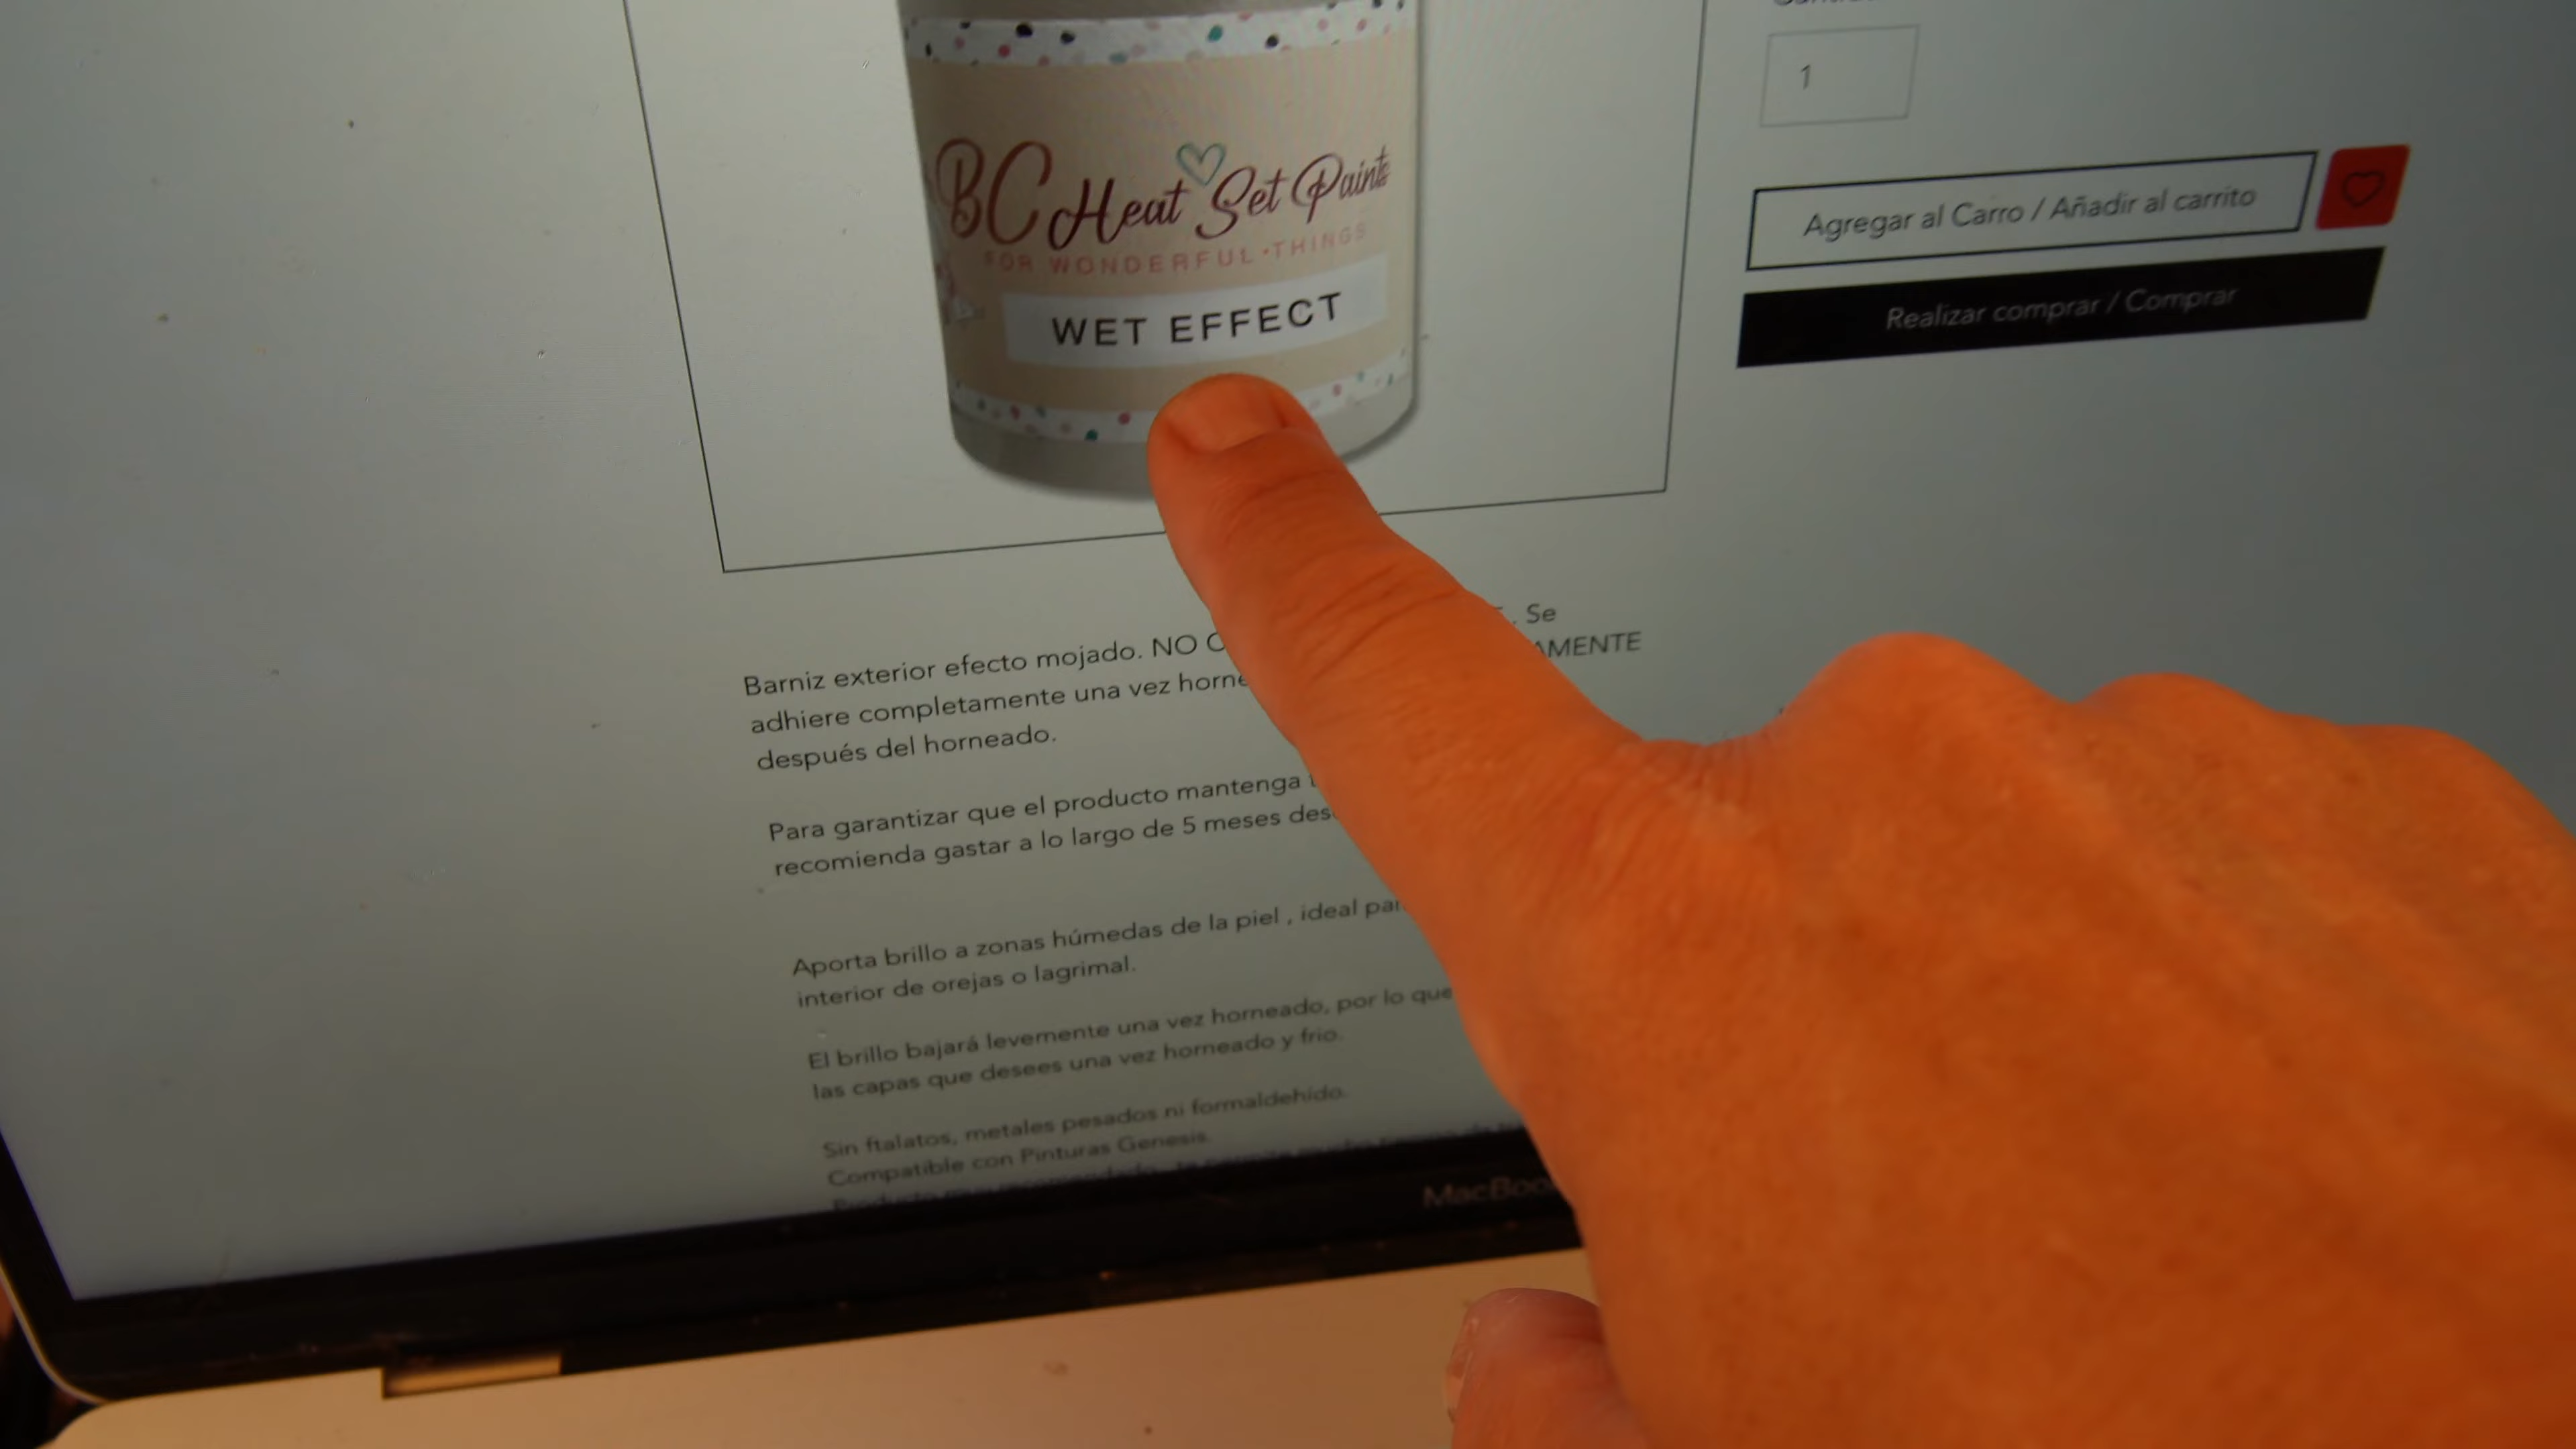 1
BC Heat Set Paints
FOR WONDERFUL·THINGS
WET EFFECT
Agregar al Carro / Añadir al carrito
Realizar comprar / Comprar
Barniz exterior efecto mojado. NO Se
adhiere completamente una vez
después del horneado.
Para garantizar que el producto mantenga
recomienda gastar a lo largo de 5 meses
Aporta brillo a zonas húmedas de la piel , ideal
interior de orejas o lagrimal.
El brillo bajará levemente una vez horneado, por lo que
las capas que desees una vez horneado y frio.
Sin ftalatos, metales pesados ni formaldehído.
Compatible con Pinturas Genesis.
MacBook